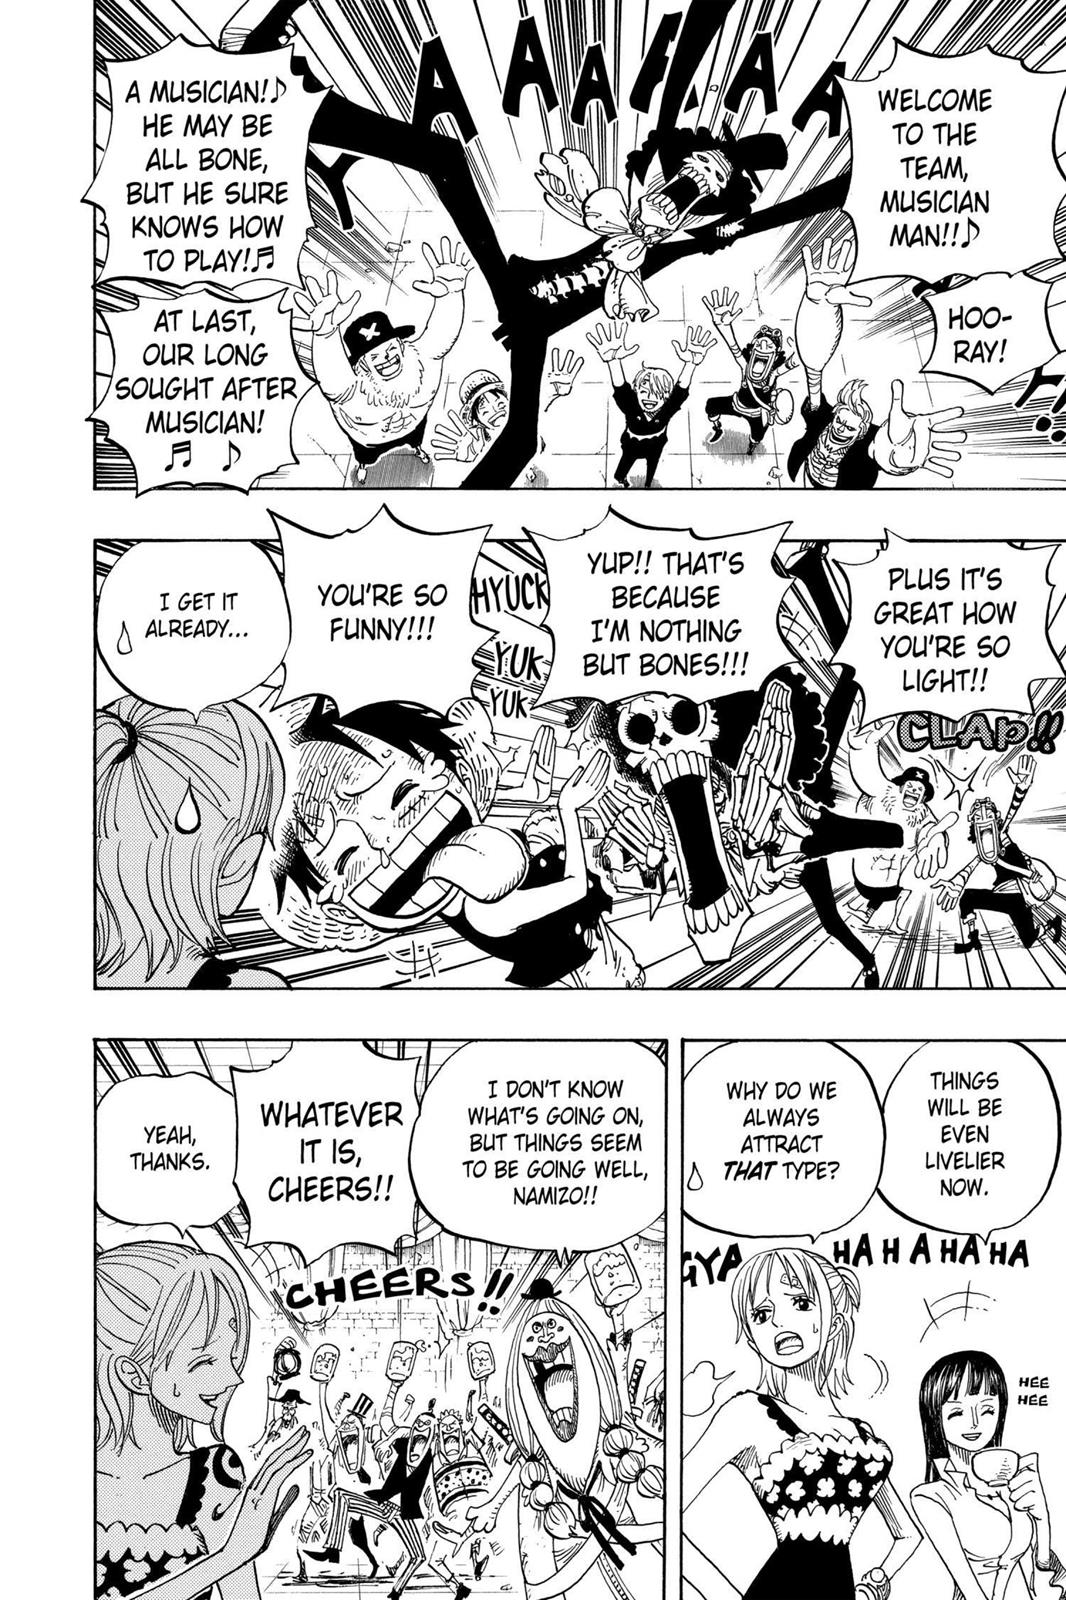 WELCOME
TO THE
TEAM,
MUSICIAN
MAN!!♪
HOO-
RAY!
AAAAAAA
!!
A MUSICIAN!♪
HE MAY BE
ALL BONE,
BUT HE SURE
KNOWS HOW
TO PLAY!♬
AT LAST,
OUR LONG
SOUGHT AFTER
MUSICIAN!
♬ ♪
PLUS IT'S
GREAT HOW
YOU'RE SO
LIGHT!!
CLAP!!
YUP!! THAT'S
BECAUSE
I'M NOTHING
BUT BONES!!!
HYUCK
YUK
YUK
YOU'RE SO
FUNNY!!!
I GET IT
ALREADY...
THINGS
WILL BE
EVEN
LIVELIER
NOW.
WHY DO WE
ALWAYS
ATTRACT
THAT TYPE?
GYA HA HA HA HA
HEE
HEE
I DON'T KNOW
WHAT'S GOING ON,
BUT THINGS SEEM
TO BE GOING WELL,
NAMIZO!!
WHATEVER
IT IS,
CHEERS!!
CHEERS!!
YEAH,
THANKS.